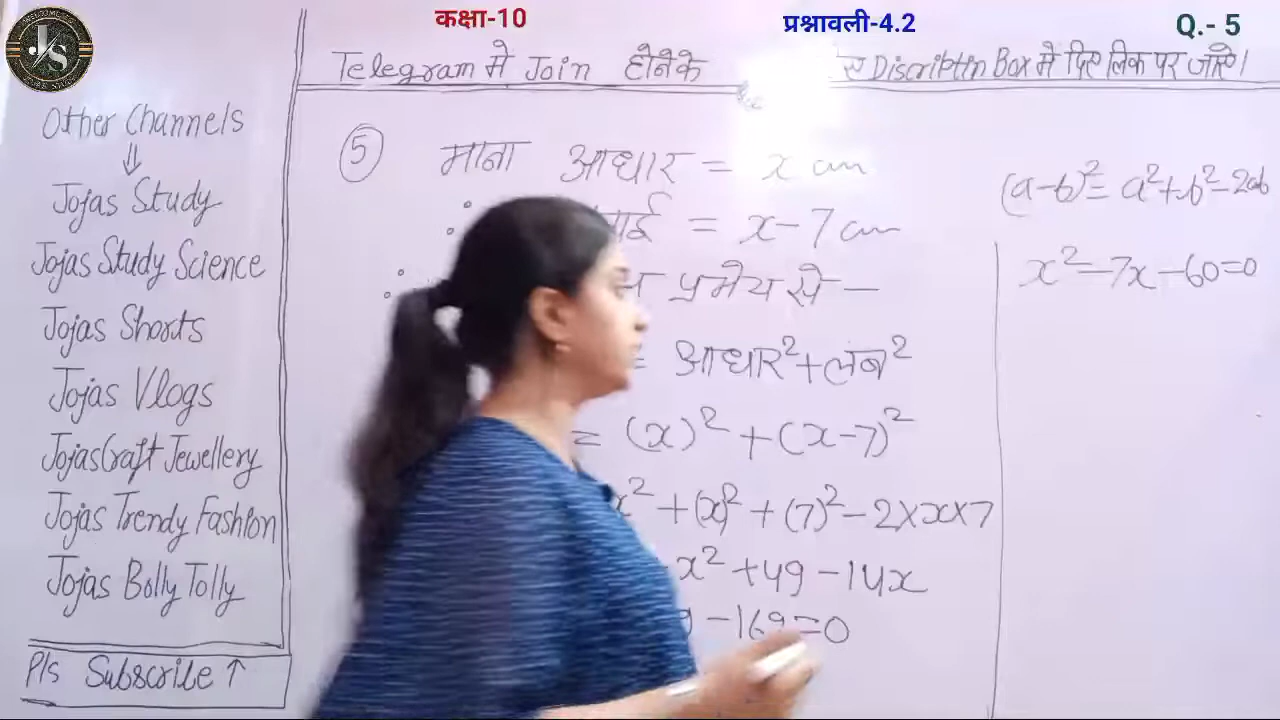 कक्षा-10
प्रश्नावली-4.2
Q.- 5
J/S
Telegram में Join होनेके
Discriptin Box में दिए लिंक पर जाये।
Other Channels
⇓
Jojas Study
Jojas Study Science
Jojas Shorts
Jojas Vlogs
JojasCraft Jewellery
Jojas Trendy Fashion
Jojas Bolly Tolly
Pls Subscribe ↑
⑤ माना आधार = x cm
= x-7 cm
प्रमेय से —
= आधार² + लंब²
= (x)² + (x-7)²
x² + (x)² + (7)² - 2×x×7
x² + 49 - 14x
- 169 = 0
(a-b)² = a² + b² - 2ab
x² - 7x - 60 = 0